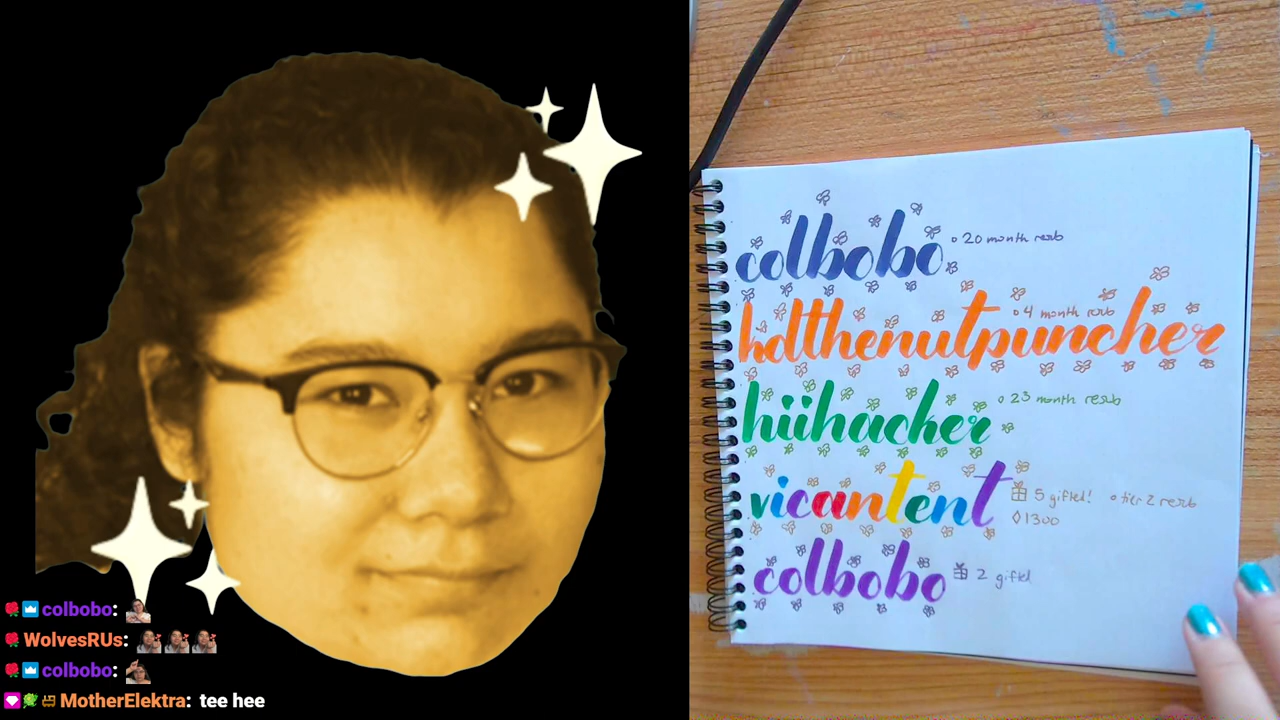 colbobo:
WolvesRUs:
colbobo:
MotherElektra: tee hee
colbobo 20 month resub
holtthenutpuncher 4 month resub
hiihacker 23 month resub
vicantent 5 gifted! tier 2 resub
◊1300
colbobo 2 gifted